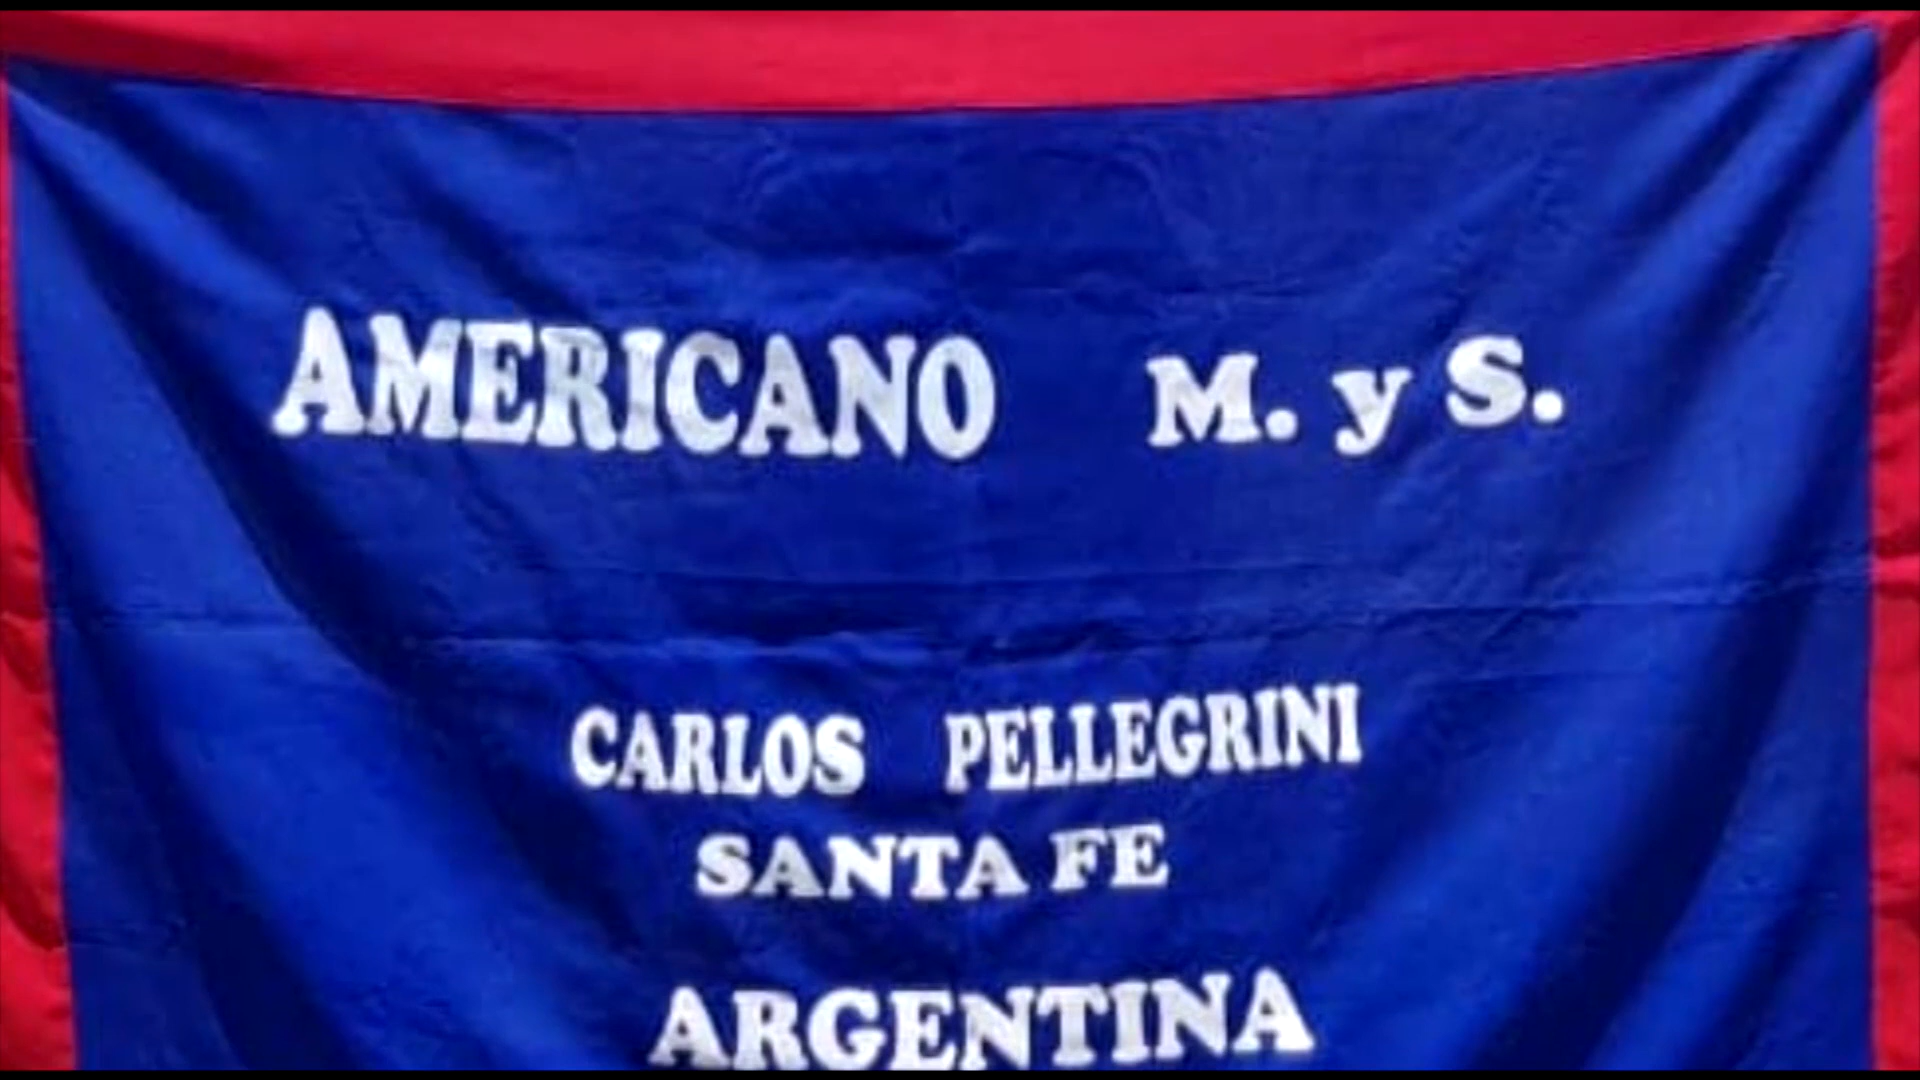 AMERICANO M. y S.
CARLOS PELLEGRINI
SANTA FE
ARGENTINA